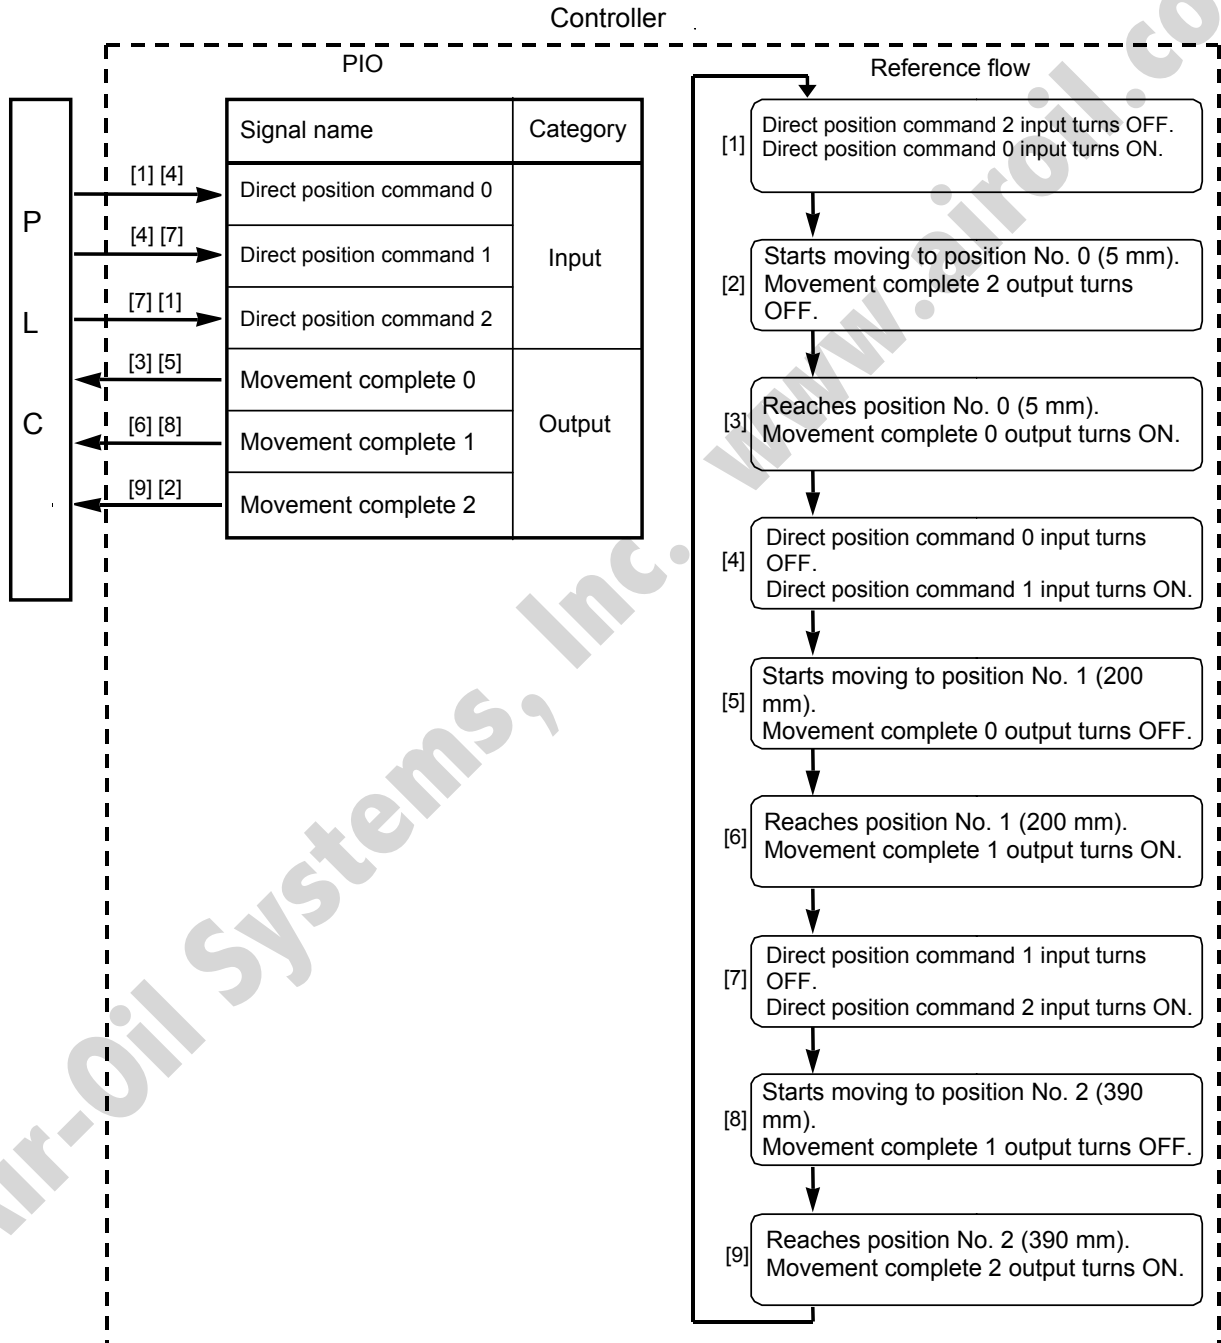 Controller
PIO
Reference flow
Signal name
Category
Direct position command 0
Direct position command 1
Direct position command 2
Input
Movement complete 0
Movement complete 1
Movement complete 2
Output
P
L
C
[1] [4]
[4] [7]
[7] [1]
[3] [5]
[6] [8]
[9] [2]
[1]
Direct position command 2 input turns OFF.
Direct position command 0 input turns ON.
[2]
Starts moving to position No. 0 (5 mm).
Movement complete 2 output turns
OFF.
[3]
Reaches position No. 0 (5 mm).
Movement complete 0 output turns ON.
[4]
Direct position command 0 input turns
OFF.
Direct position command 1 input turns ON.
[5]
Starts moving to position No. 1 (200
mm).
Movement complete 0 output turns OFF.
[6]
Reaches position No. 1 (200 mm).
Movement complete 1 output turns ON.
[7]
Direct position command 1 input turns
OFF.
Direct position command 2 input turns ON.
[8]
Starts moving to position No. 2 (390
mm).
Movement complete 1 output turns OFF.
[9]
Reaches position No. 2 (390 mm).
Movement complete 2 output turns ON.
Air-Oil Systems, Inc. www.airoil.co